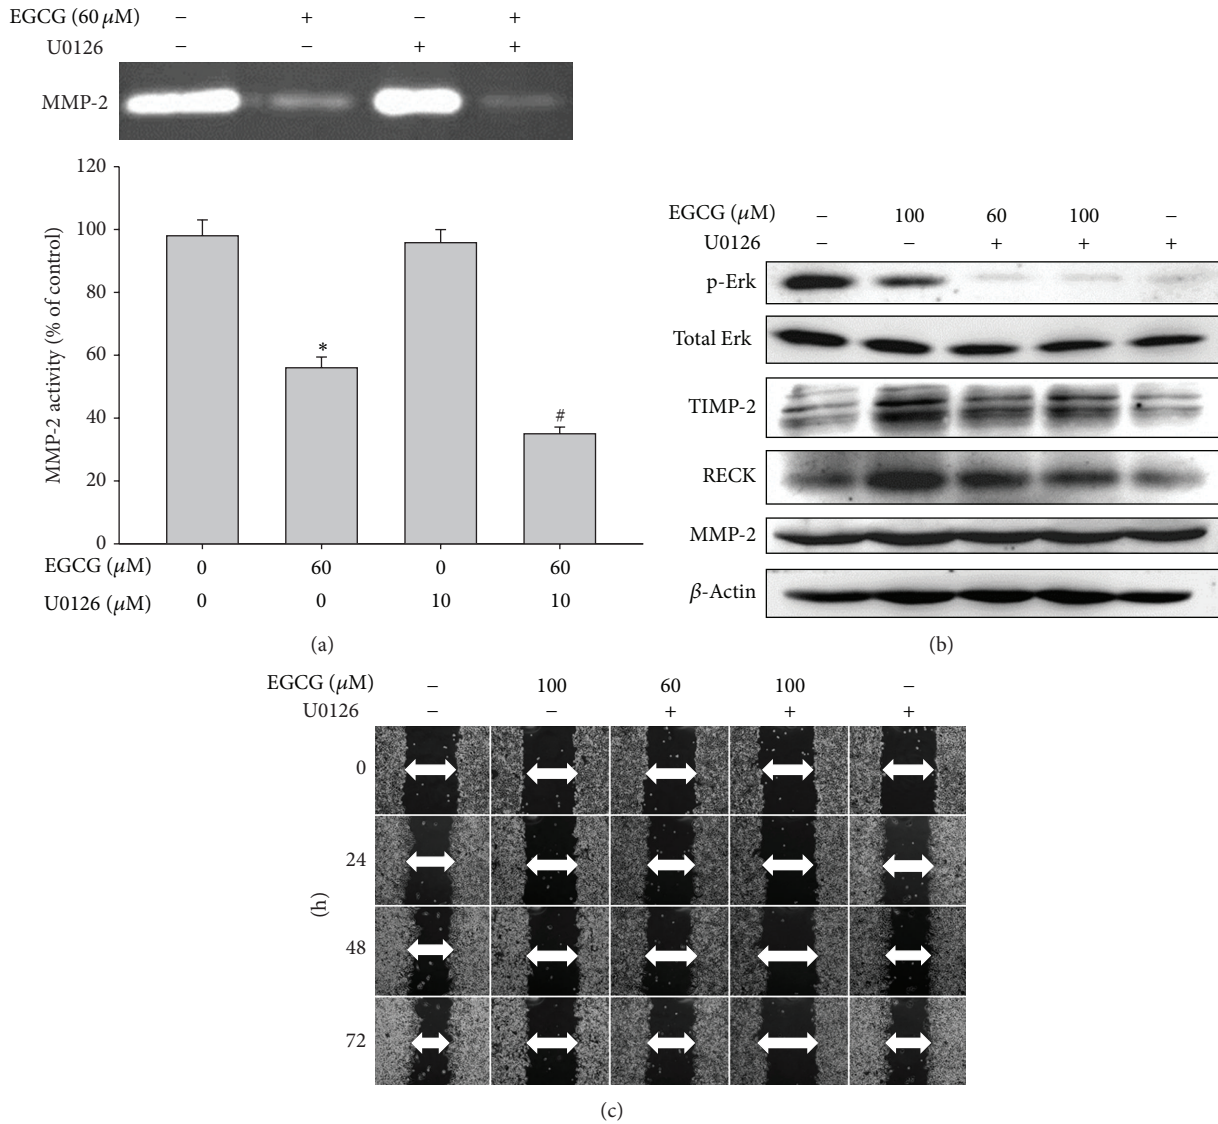 EGCG (60 μM) – + – +
U0126 – – + +
MMP-2
120
100
80
60
40
20
0
MMP-2 activity (% of control)
*
#
EGCG (μM) 0 60 0 60
U0126 (μM) 0 0 10 10
(a)
EGCG (μM) – 100 60 100 –
U0126 – – + + +
p-Erk
Total Erk
TIMP-2
RECK
MMP-2
β-Actin
(b)
EGCG (μM) – 100 60 100 –
U0126 – – + + +
0
24
48
72
(h)
(c)